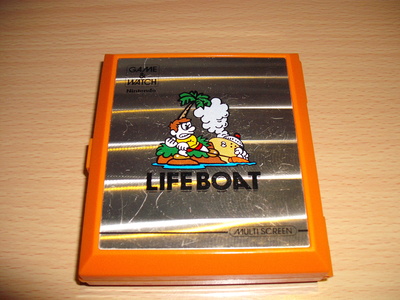 GAME
&
WATCH
Nintendo
LIFEBOAT
MULTI SCREEN